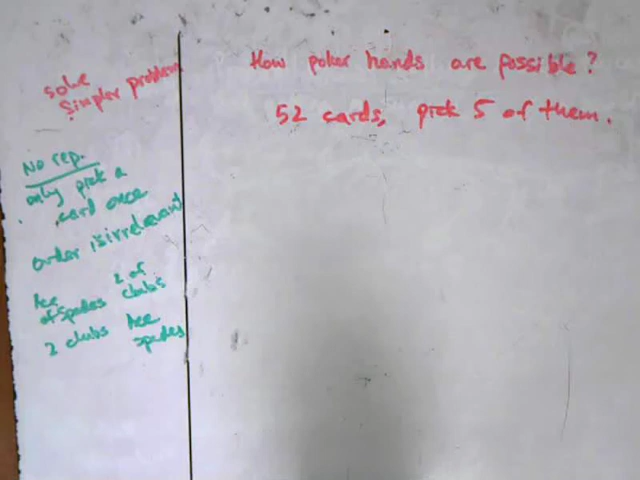 solve
simpler problem
No rep.
only pick a
card once
order is irrelevant
Ace 2 of
of spades clubs
2 clubs Ace
spades
How poker hands are possible?
52 cards, pick 5 of them.